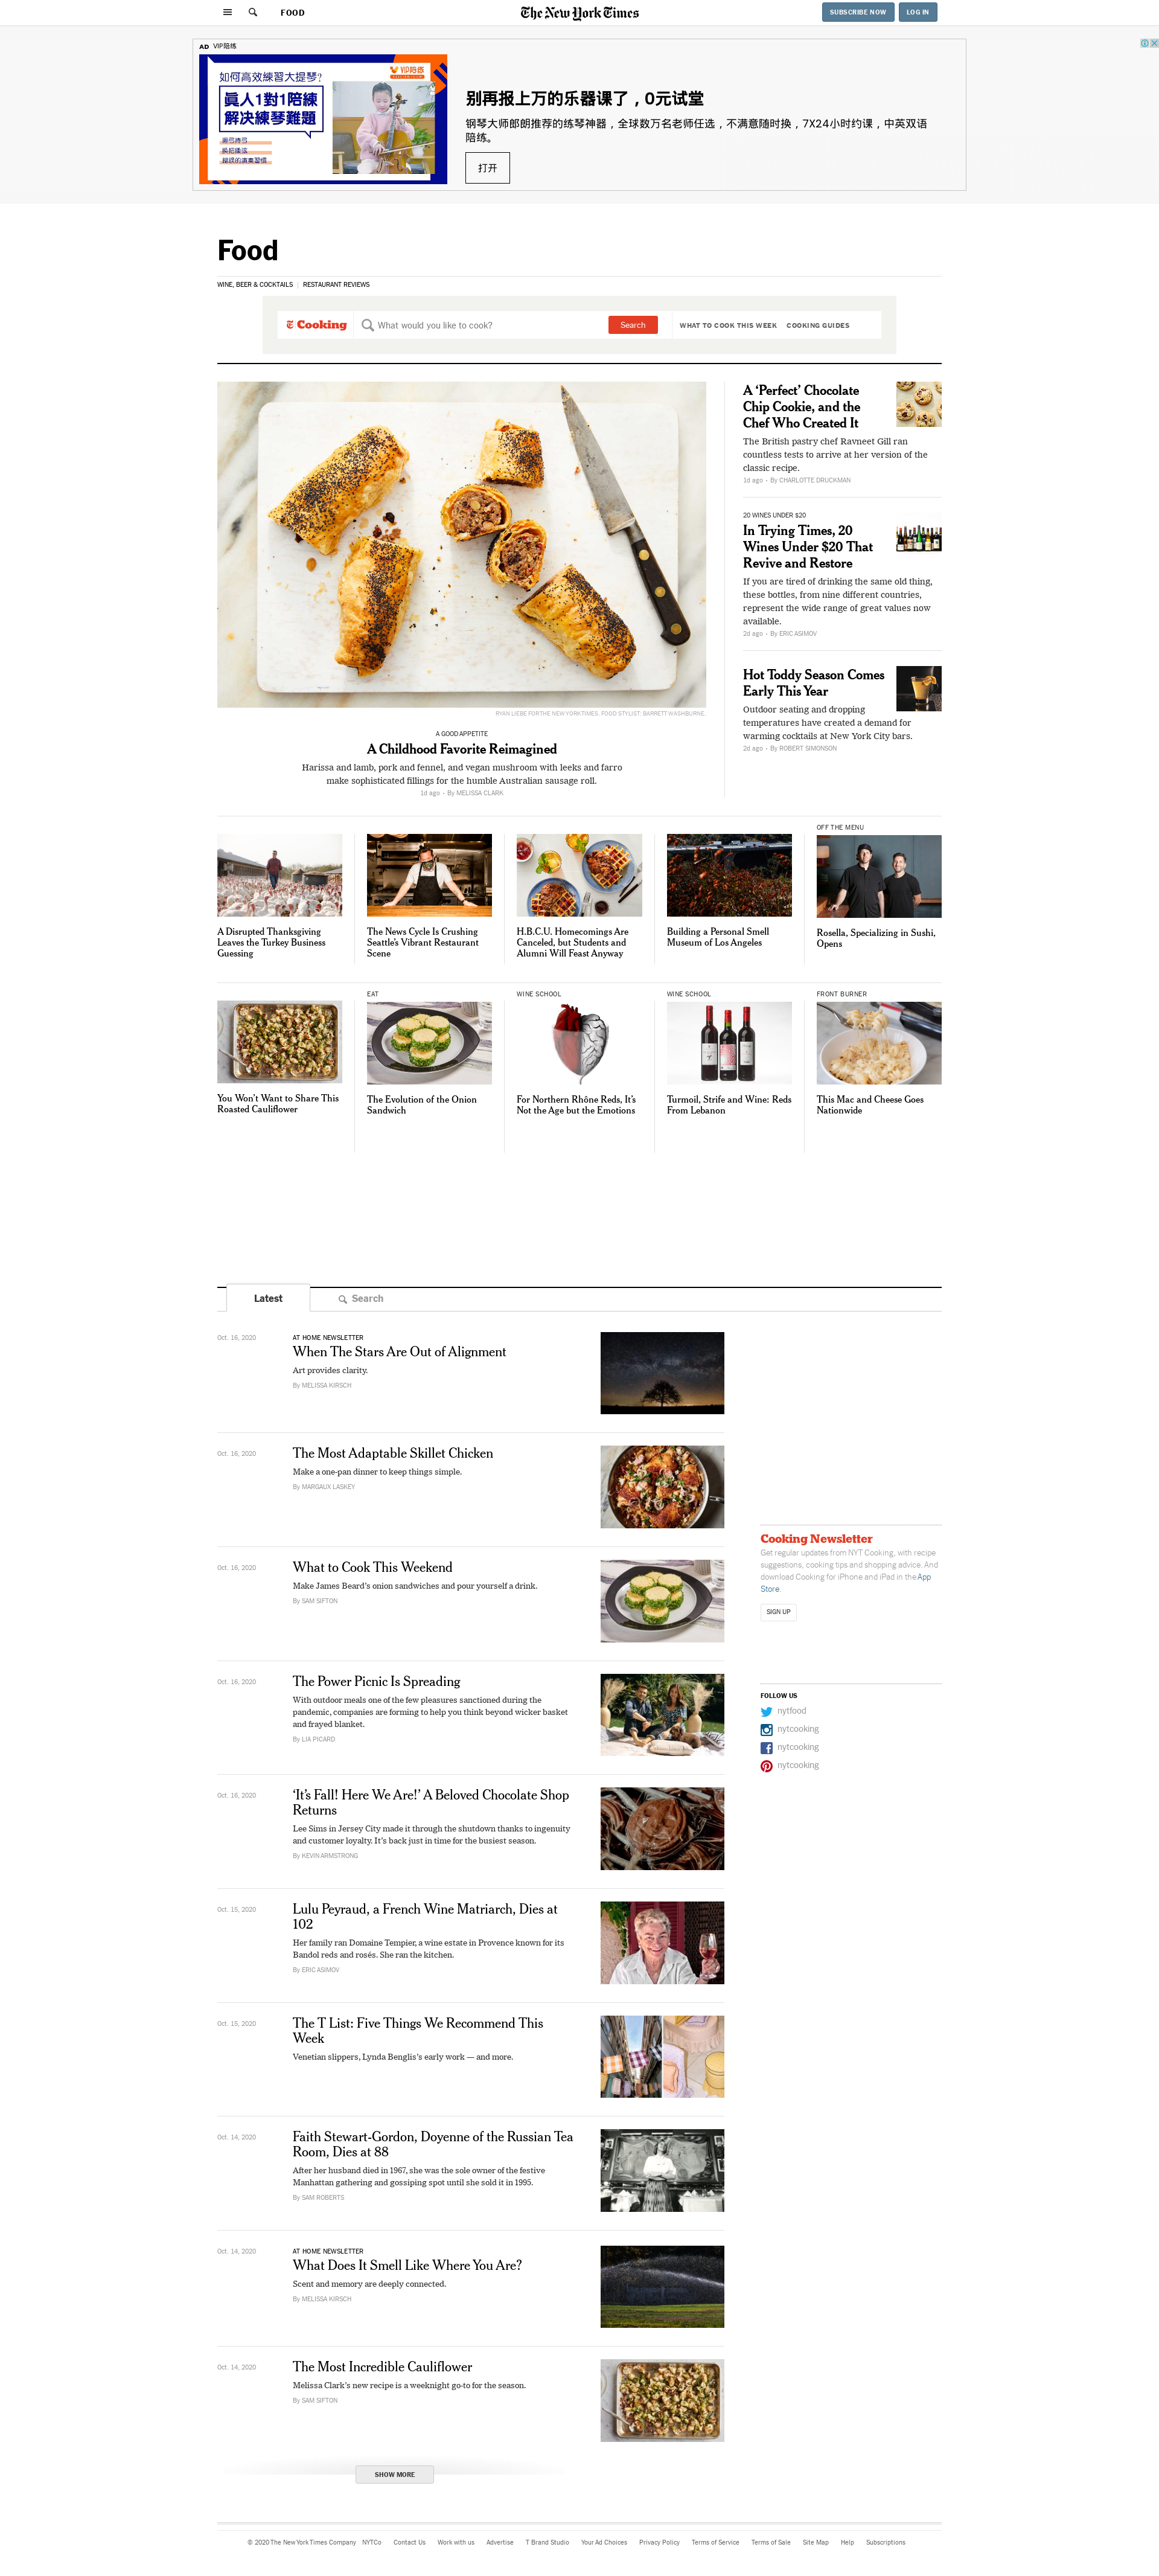 FOOD
The New York Times
SUBSCRIBE NOW
LOG IN
AD VIP陪练
如何高效練習大提琴?
眞人1對1陪練
解决練琴難題
VIP陪练
别再报上万的乐器课了，0元试堂
钢琴大师郎朗推荐的练琴神器，全球数万名老师任选，不满意随时换，7X24小时约课，中英双语
陪练。
打开
Food
WINE, BEER & COCKTAILS | RESTAURANT REVIEWS
Cooking
What would you like to cook?
Search
WHAT TO COOK THIS WEEK
COOKING GUIDES
RYAN LIEBE FOR THE NEW YORK TIMES. FOOD STYLIST: BARRETT WASHBURNE.
A GOOD APPETITE
A Childhood Favorite Reimagined
Harissa and lamb, pork and fennel, and vegan mushroom with leeks and farro
make sophisticated fillings for the humble Australian sausage roll.
1d ago - By MELISSA CLARK
A ‘Perfect’ Chocolate
Chip Cookie, and the
Chef Who Created It
The British pastry chef Ravneet Gill ran
countless tests to arrive at her version of the
classic recipe.
1d ago - By CHARLOTTE DRUCKMAN
20 WINES UNDER $20
In Trying Times, 20
Wines Under $20 That
Revive and Restore
If you are tired of drinking the same old thing,
these bottles, from nine different countries,
represent the wide range of great values now
available.
2d ago - By ERIC ASIMOV
Hot Toddy Season Comes
Early This Year
Outdoor seating and dropping
temperatures have created a demand for
warming cocktails at New York City bars.
2d ago - By ROBERT SIMONSON
A Disrupted Thanksgiving
Leaves the Turkey Business
Guessing
The News Cycle Is Crushing
Seattle’s Vibrant Restaurant
Scene
H.B.C.U. Homecomings Are
Canceled, but Students and
Alumni Will Feast Anyway
Building a Personal Smell
Museum of Los Angeles
OFF THE MENU
Rosella, Specializing in Sushi,
Opens
You Won’t Want to Share This
Roasted Cauliflower
EAT
The Evolution of the Onion
Sandwich
WINE SCHOOL
For Northern Rhône Reds, It’s
Not the Age but the Emotions
WINE SCHOOL
Turmoil, Strife and Wine: Reds
From Lebanon
FRONT BURNER
This Mac and Cheese Goes
Nationwide
Latest
Search
Oct. 16, 2020
AT HOME NEWSLETTER
When The Stars Are Out of Alignment
Art provides clarity.
By MELISSA KIRSCH
Oct. 16, 2020
The Most Adaptable Skillet Chicken
Make a one-pan dinner to keep things simple.
By MARGAUX LASKEY
Oct. 16, 2020
What to Cook This Weekend
Make James Beard’s onion sandwiches and pour yourself a drink.
By SAM SIFTON
Oct. 16, 2020
The Power Picnic Is Spreading
With outdoor meals one of the few pleasures sanctioned during the
pandemic, companies are forming to help you think beyond wicker basket
and frayed blanket.
By LIA PICARD
Oct. 16, 2020
‘It’s Fall! Here We Are!’ A Beloved Chocolate Shop
Returns
Lee Sims in Jersey City made it through the shutdown thanks to ingenuity
and customer loyalty. It’s back just in time for the busiest season.
By KEVIN ARMSTRONG
Oct. 15, 2020
Lulu Peyraud, a French Wine Matriarch, Dies at
102
Her family ran Domaine Tempier, a wine estate in Provence known for its
Bandol reds and rosés. She ran the kitchen.
By ERIC ASIMOV
Oct. 15, 2020
The T List: Five Things We Recommend This
Week
Venetian slippers, Lynda Benglis’s early work — and more.
Oct. 14, 2020
Faith Stewart-Gordon, Doyenne of the Russian Tea
Room, Dies at 88
After her husband died in 1967, she was the sole owner of the festive
Manhattan gathering and gossiping spot until she sold it in 1995.
By SAM ROBERTS
Oct. 14, 2020
AT HOME NEWSLETTER
What Does It Smell Like Where You Are?
Scent and memory are deeply connected.
By MELISSA KIRSCH
Oct. 14, 2020
The Most Incredible Cauliflower
Melissa Clark’s new recipe is a weeknight go-to for the season.
By SAM SIFTON
SHOW MORE
Cooking Newsletter
Get regular updates from NYT Cooking, with recipe
suggestions, cooking tips and shopping advice. And
download Cooking for iPhone and iPad in the App
Store.
SIGN UP
FOLLOW US
nytfood
nytcooking
nytcooking
nytcooking
© 2020 The New York Times Company NYTCo Contact Us Work with us Advertise T Brand Studio Your Ad Choices Privacy Policy Terms of Service Terms of Sale Site Map Help Subscriptions